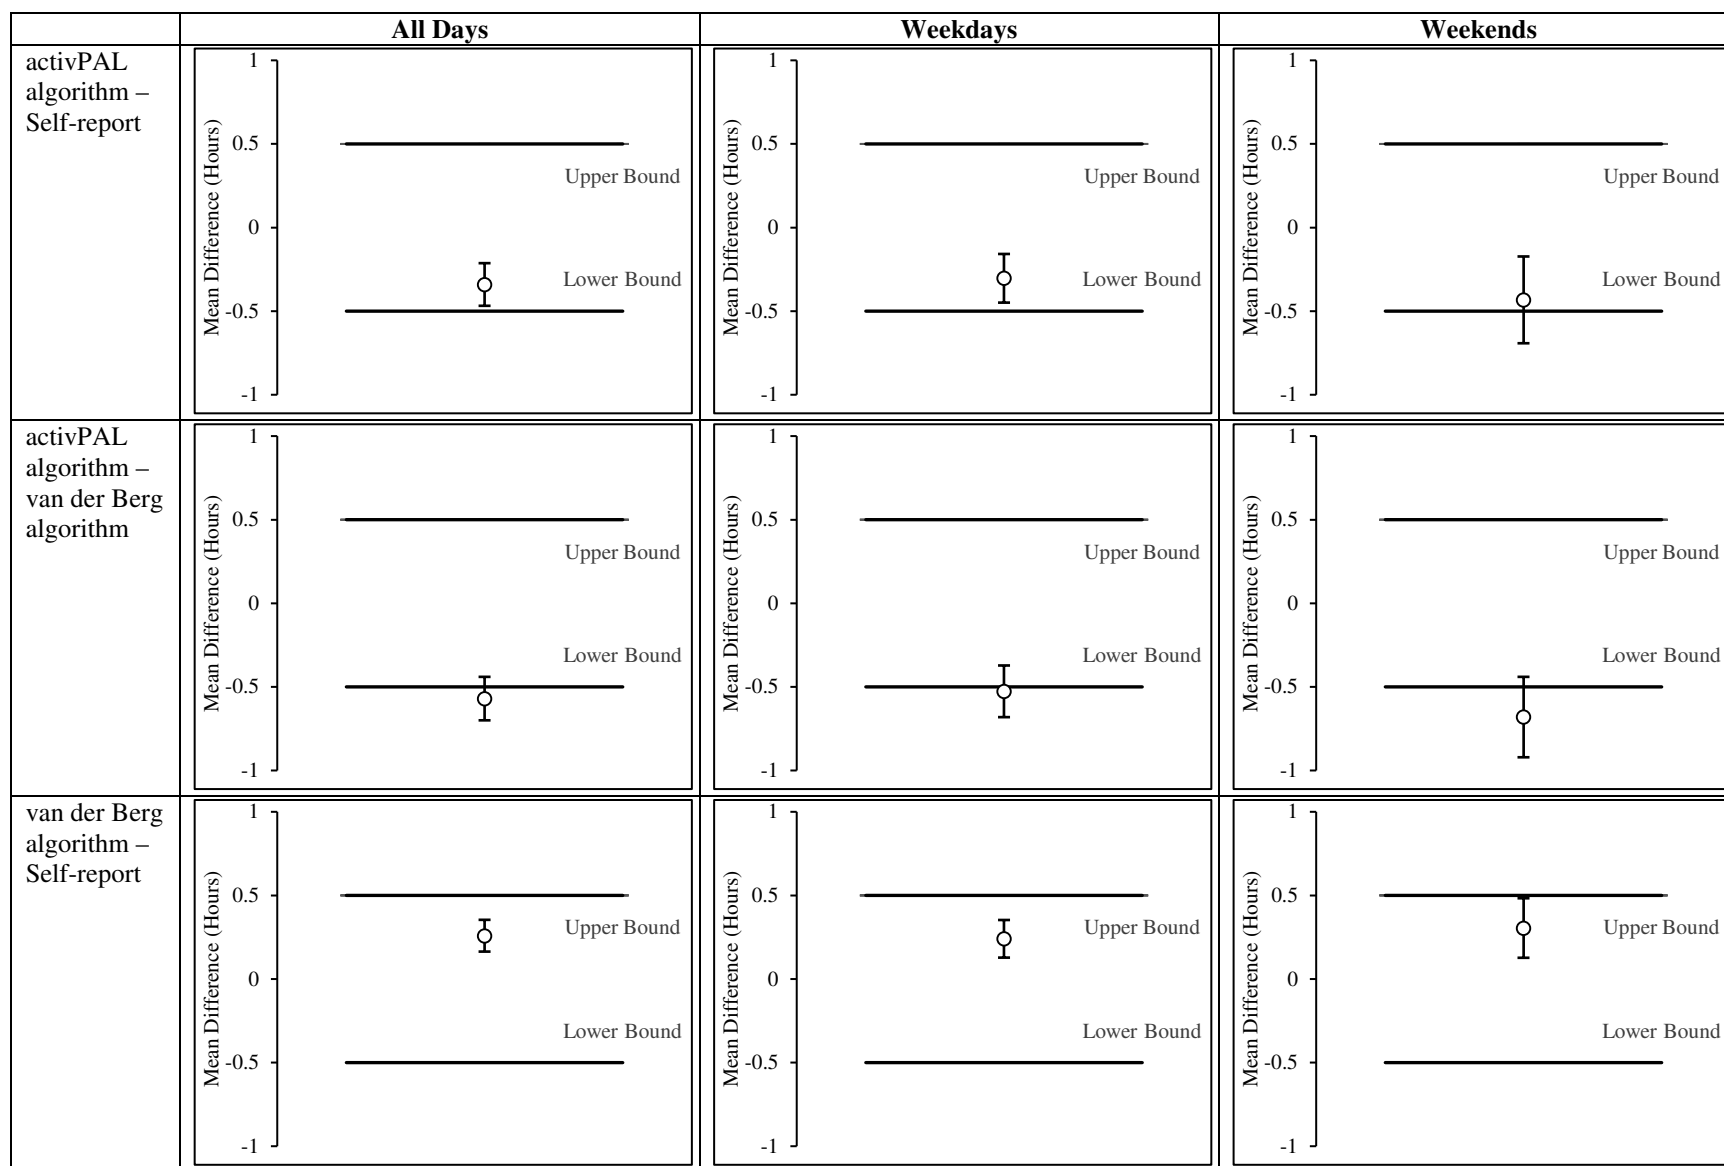 All Days
Weekdays
Weekends
activPAL
algorithm –
Self-report
Mean Difference (Hours)
1
0.5
0
-0.5
-1
Upper Bound
Lower Bound
Mean Difference (Hours)
1
0.5
0
-0.5
-1
Upper Bound
Lower Bound
Mean Difference (Hours)
1
0.5
0
-0.5
-1
Upper Bound
Lower Bound
activPAL
algorithm –
van der Berg
algorithm
Mean Difference (Hours)
1
0.5
0
-0.5
-1
Upper Bound
Lower Bound
Mean Difference (Hours)
1
0.5
0
-0.5
-1
Upper Bound
Lower Bound
Mean Difference (Hours)
1
0.5
0
-0.5
-1
Upper Bound
Lower Bound
van der Berg
algorithm –
Self-report
Mean Difference (Hours)
1
0.5
0
-0.5
-1
Upper Bound
Lower Bound
Mean Difference (Hours)
1
0.5
0
-0.5
-1
Upper Bound
Lower Bound
Mean Difference (Hours)
1
0.5
0
-0.5
-1
Upper Bound
Lower Bound